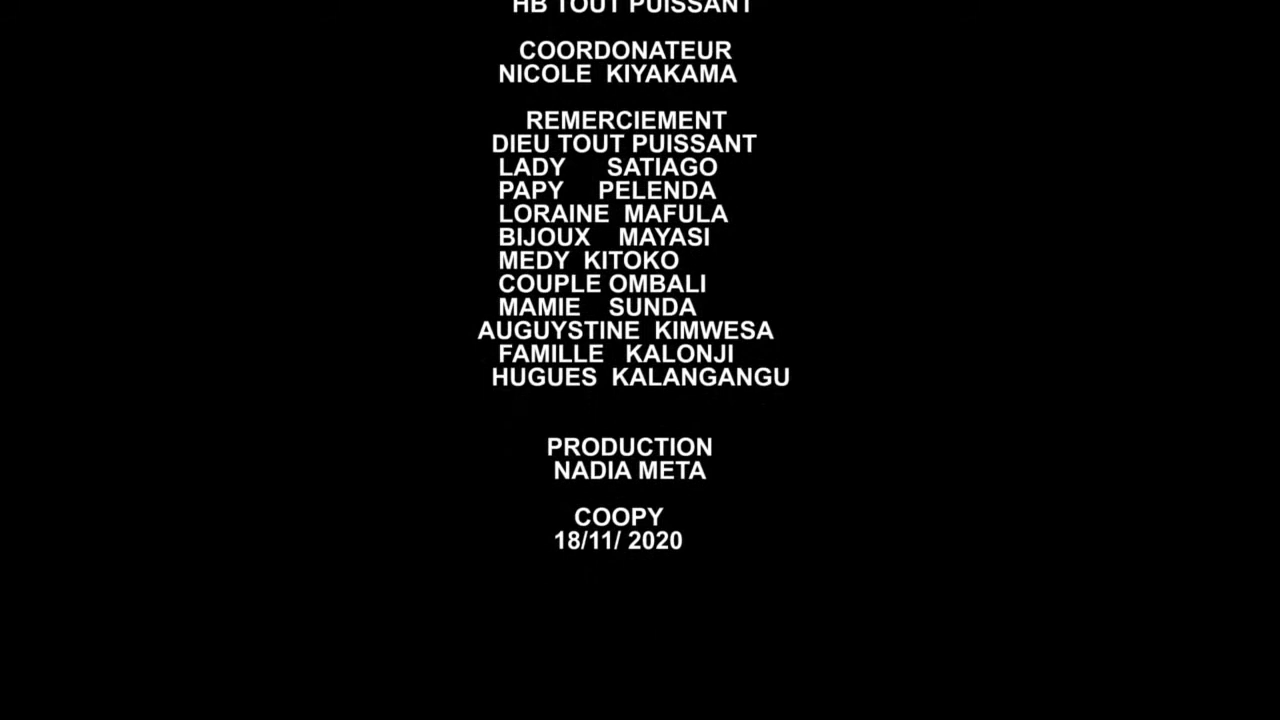 HB TOUT PUISSANT
COORDONATEUR
NICOLE KIYAKAMA
REMERCIEMENT
DIEU TOUT PUISSANT
LADY SATIAGO
PAPY PELENDA
LORAINE MAFULA
BIJOUX MAYASI
MEDY KITOKO
COUPLE OMBALI
MAMIE SUNDA
AUGUYSTINE KIMWESA
FAMILLE KALONJI
HUGUES KALANGANGU
PRODUCTION
NADIA META
COOPY
18/11/ 2020